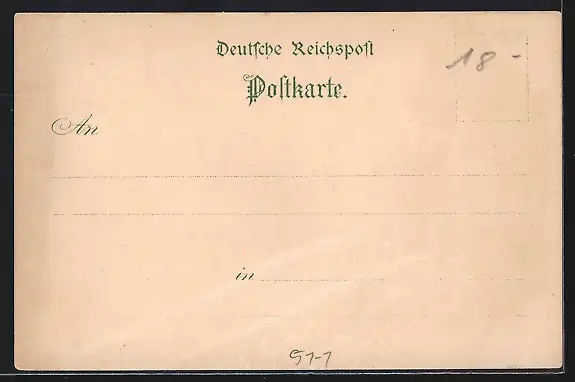 Deutsche Reichspost
18 -
Postkarte.
An
in